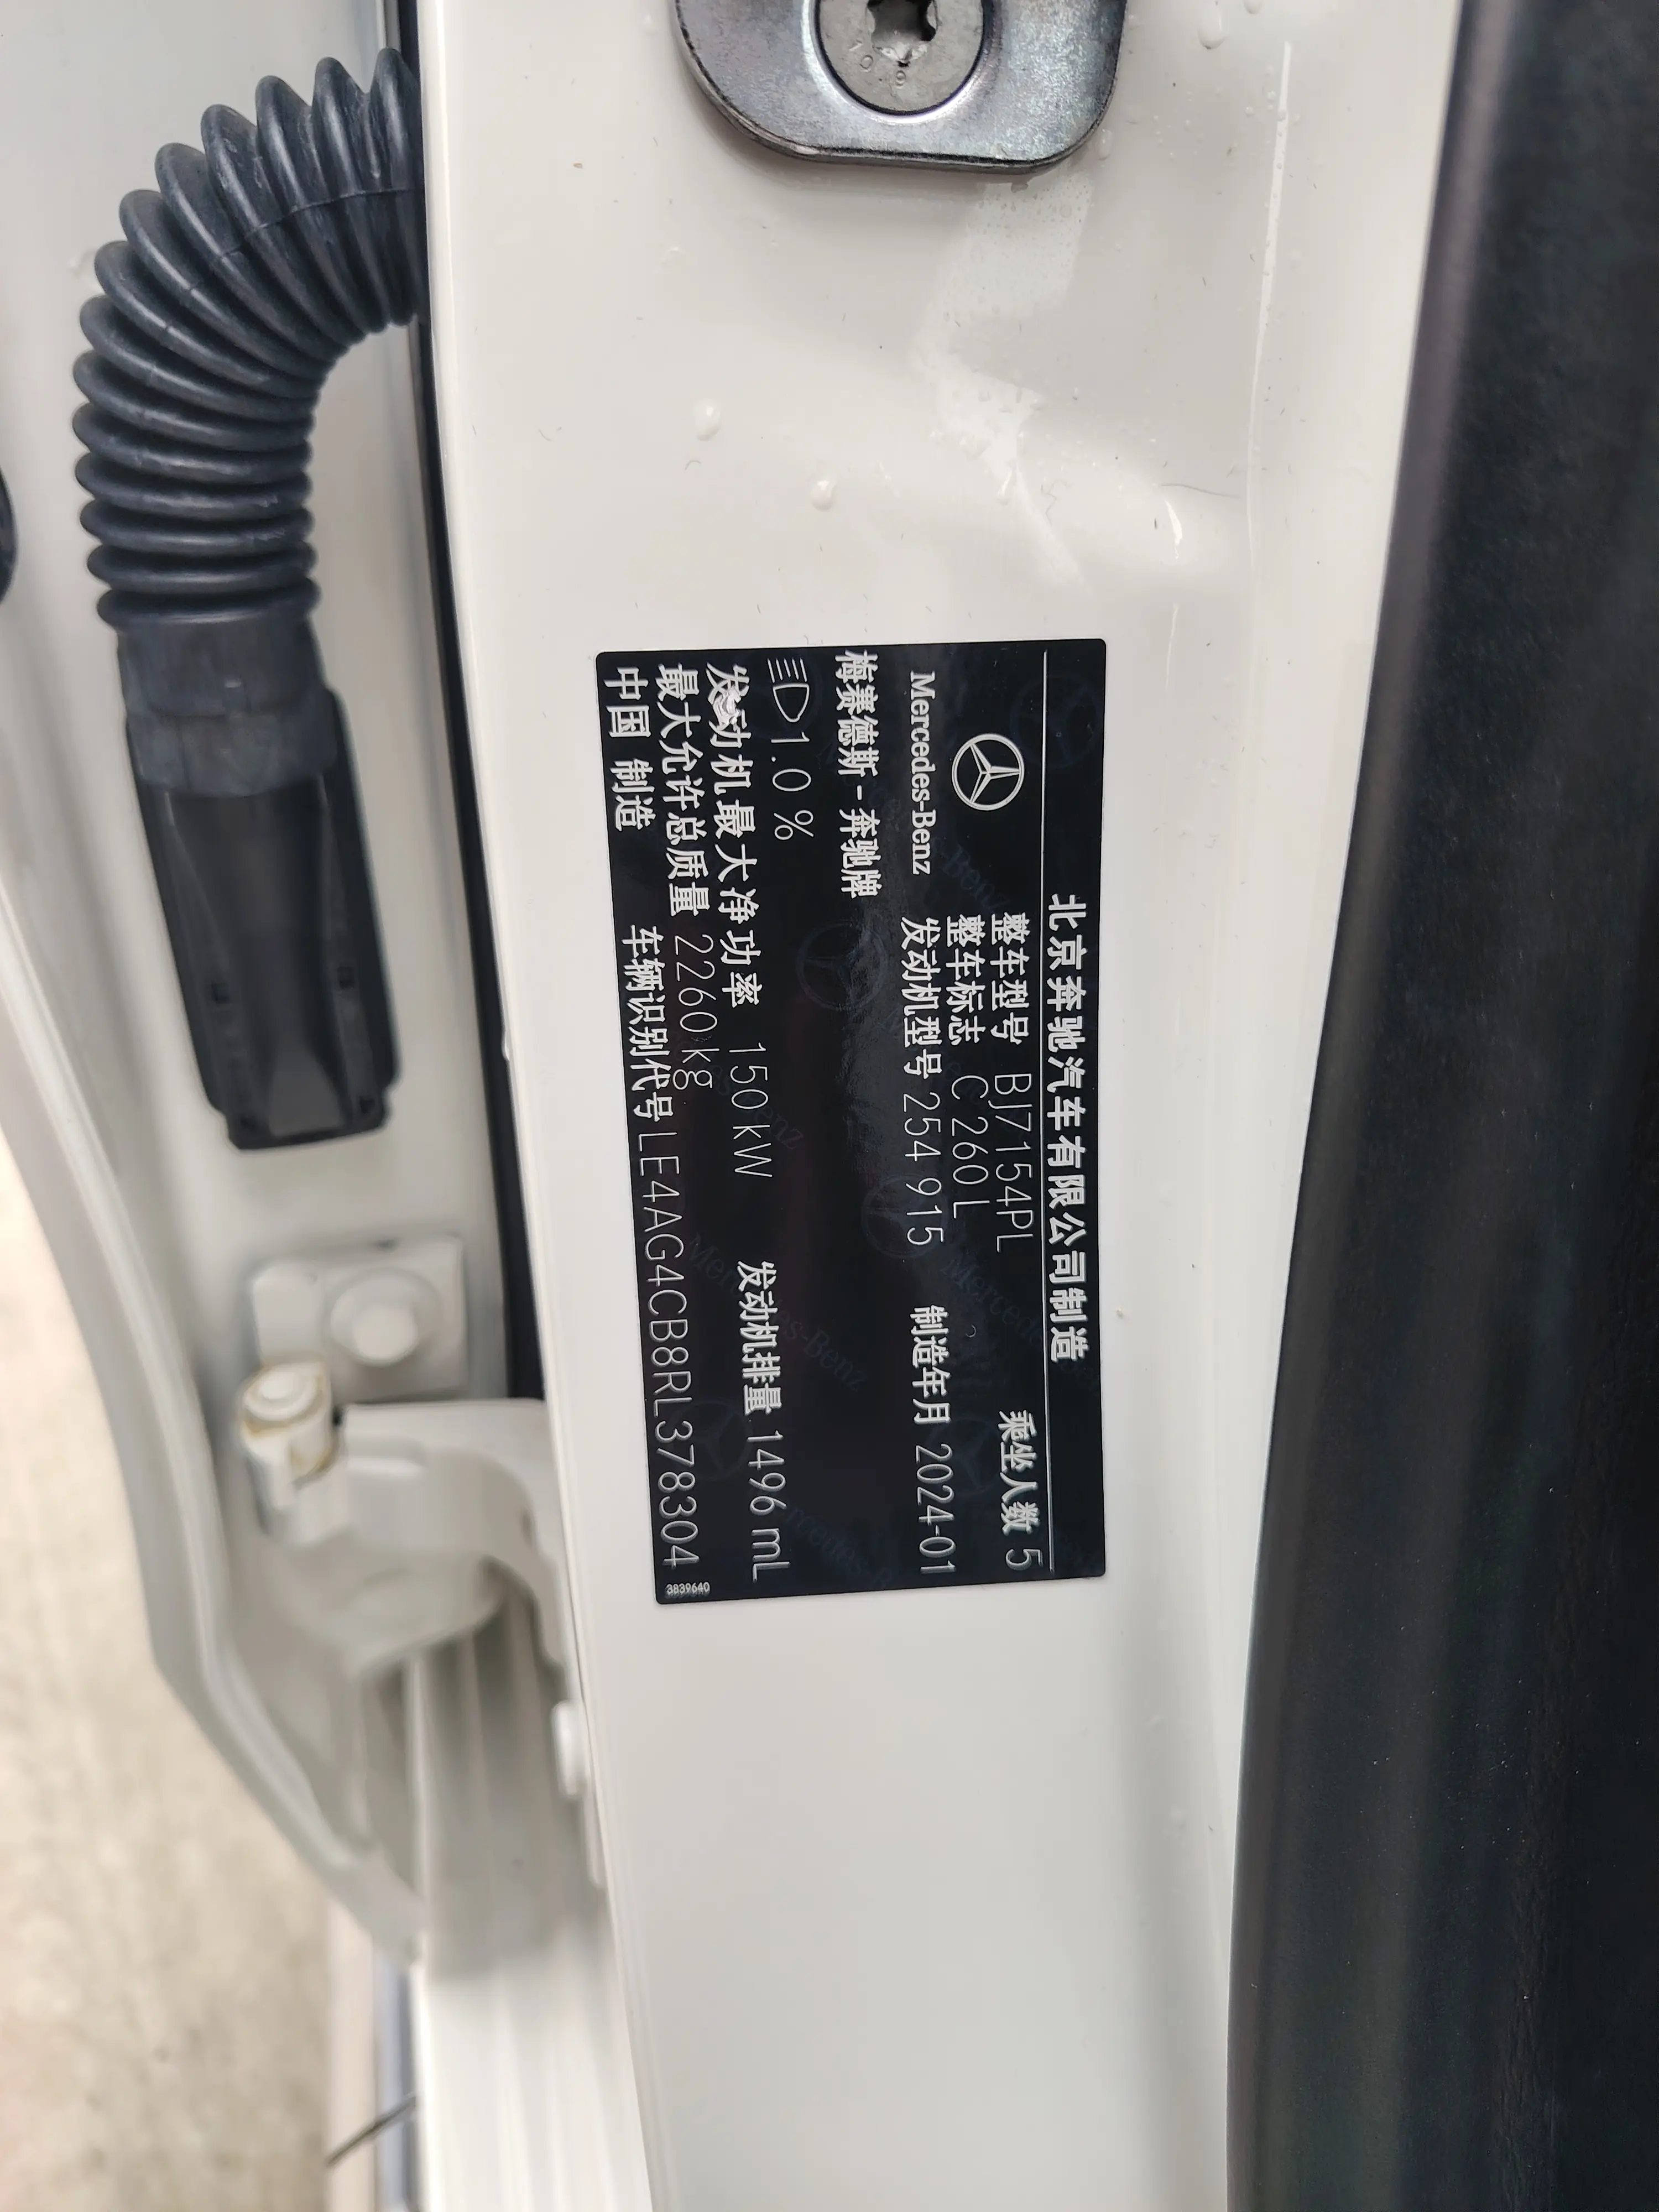 北京奔驰汽车有限公司制造
整车型号 BJ7154PL 乘坐人数 5
整车标志 C 260 L
Mercedes-Benz 发动机型号 254 915 制造年月 2024-01
梅赛德斯-奔驰牌
1.0 %
发动机最大净功率 150 kW 发动机排量 1496 mL
最大允许总质量 2260 kg
中国 制造 车辆识别代号 LE4AG4CB8RL378304
3839640